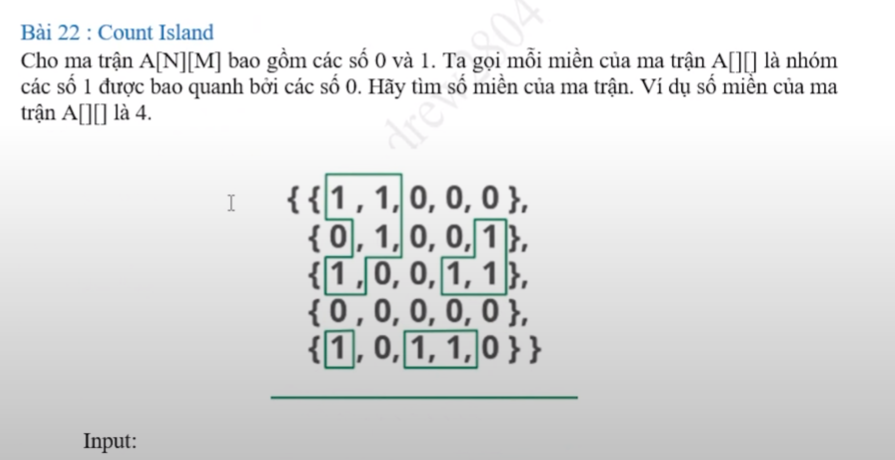 Bài 22 : Count Island
Cho ma trận A[N][M] bao gồm các số 0 và 1. Ta gọi mỗi miền của ma trận A[][] là nhóm
các số 1 được bao quanh bởi các số 0. Hãy tìm số miền của ma trận. Ví dụ số miền của ma
trận A[][] là 4.
drew2804
{ { 1 , 1, 0, 0, 0 },
{ 0 , 1, 0, 0, 1 },
{ 1 , 0, 0, 1, 1 },
{ 0 , 0, 0, 0, 0 },
{ 1 , 0, 1, 1, 0 } }
Input: